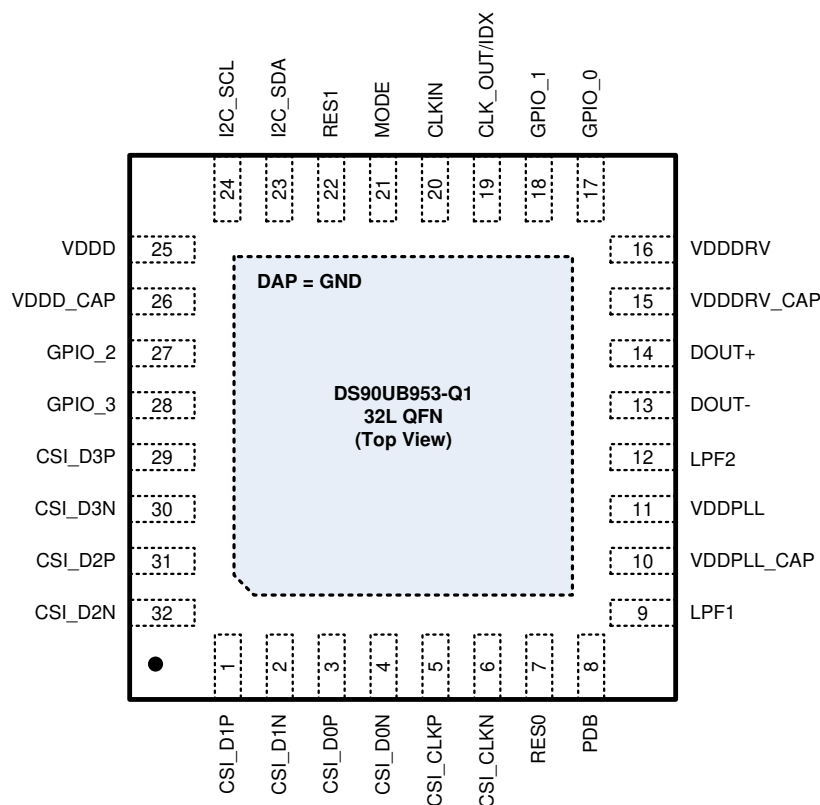 I2C_SCL
I2C_SDA
RES1
MODE
CLKIN
CLK_OUT/IDX
GPIO_1
GPIO_0
24
23
22
21
20
19
18
17
VDDD 25
VDDD_CAP 26
GPIO_2 27
GPIO_3 28
CSI_D3P 29
CSI_D3N 30
CSI_D2P 31
CSI_D2N 32
DAP = GND
DS90UB953-Q1
32L QFN
(Top View)
16 VDDDRV
15 VDDDRV_CAP
14 DOUT+
13 DOUT-
12 LPF2
11 VDDPLL
10 VDDPLL_CAP
9 LPF1
1
2
3
4
5
6
7
8
CSI_D1P
CSI_D1N
CSI_D0P
CSI_D0N
CSI_CLKP
CSI_CLKN
RES0
PDB